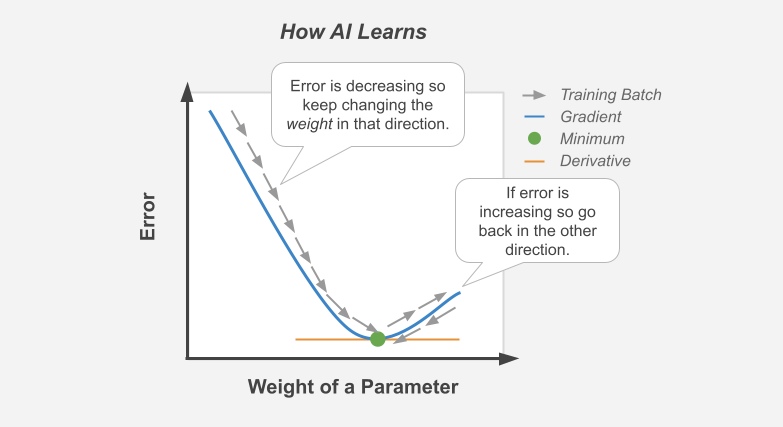 How AI Learns
Error is decreasing so
keep changing the
weight in that direction.
Training Batch
Gradient
Minimum
Derivative
If error is
increasing so go
back in the other
direction.
Error
Weight of a Parameter